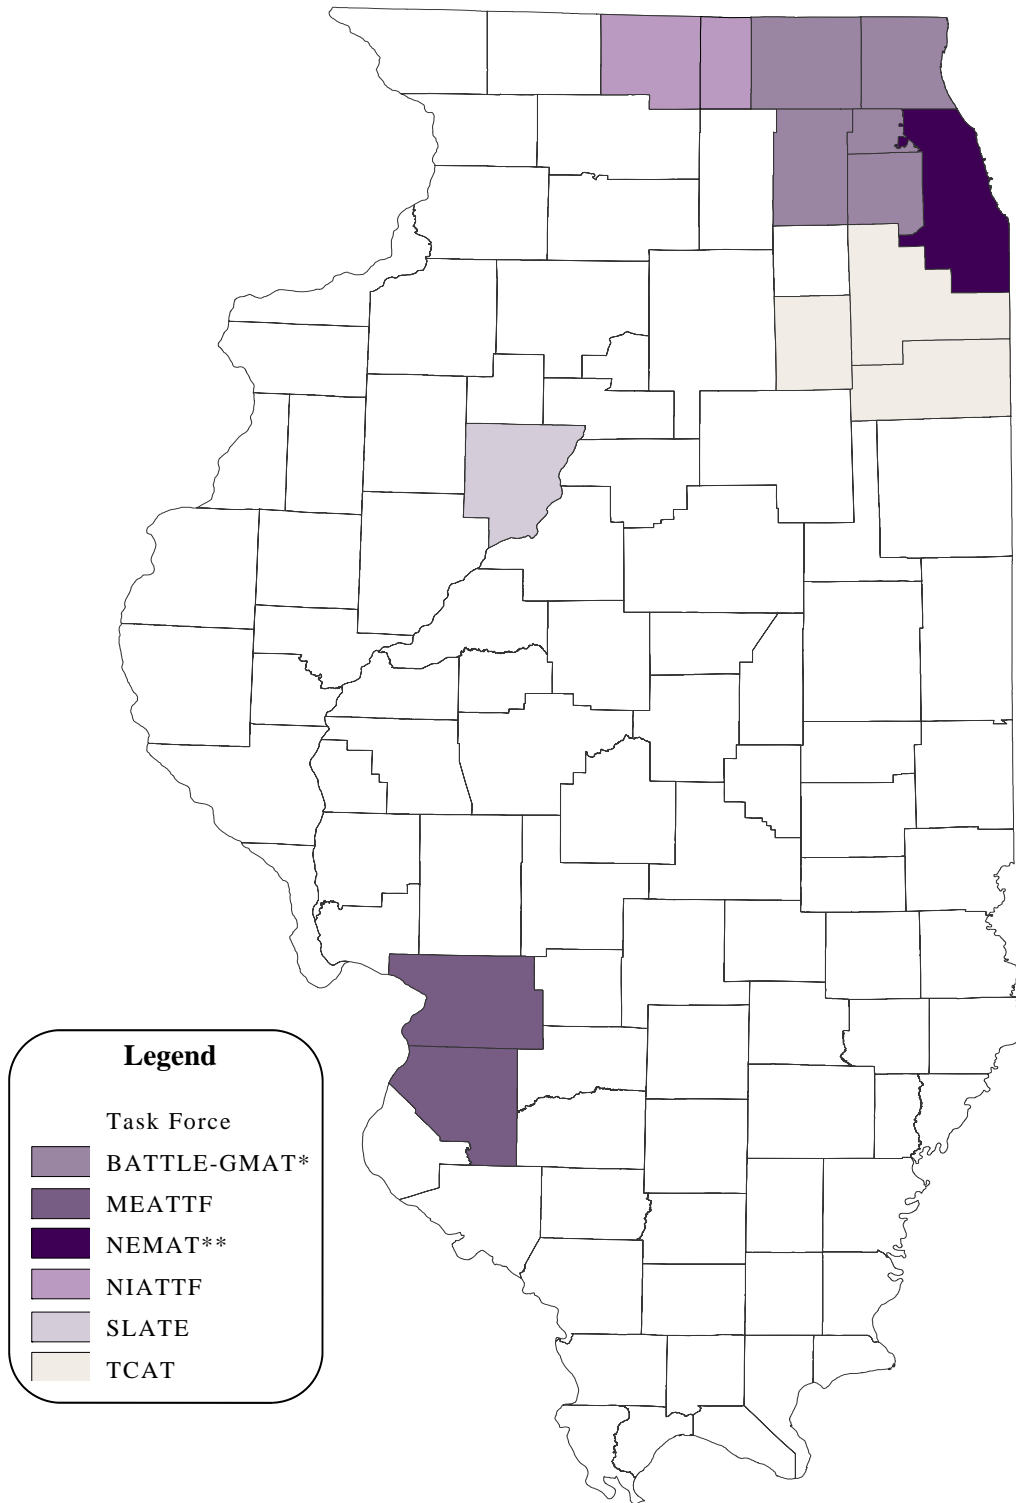 Legend
Task Force
BATTLE-GMAT*
MEATTF
NEMAT**
NIATTF
SLATE
TCAT